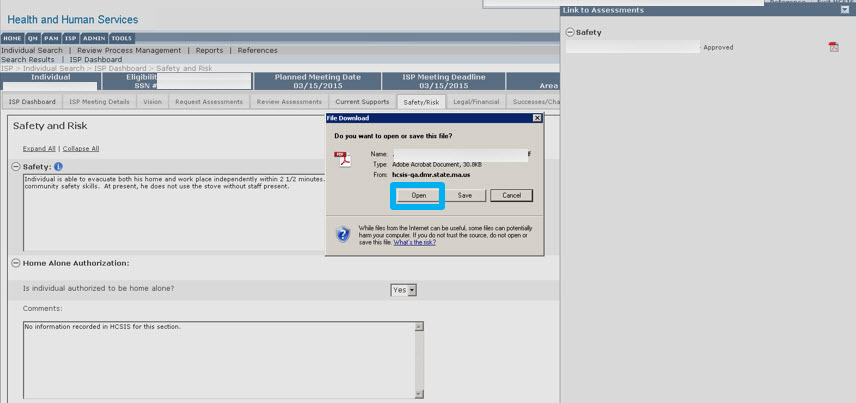 Health and Human Services
HOME QM PAM ISP ADMIN TOOLS
Individual Search | Review Process Management | Reports | References
Search Results | ISP Dashboard
ISP > Individual Search > ISP Dashboard > Safety and Risk
Individual
SSN #
Planned Meeting Date
03/15/2015
ISP Meeting Deadline
03/15/2015
Area
ISP Dashboard ISP Meeting Details Vision Request Assessments Review Assessments Current Supports Safety/Risk Legal/Financial
Safety and Risk
Expand All | Collapse All
Safety:
Individual is able to evacuate both his home and work place independently within 2 1/2 minutes.
community safety skills. At present, he does not use the stove without staff present.
Home Alone Authorization:
Is individual authorized to be home alone? Yes
Comments:
No information recorded in HCSIS for this section.
File Download
Do you want to open or save this file?
Name:
Type: Adobe Acrobat Document, 30.8KB
From: hcsis-qa.dmr.state.ma.us
Open Save Cancel
While files from the Internet can be useful, some files can potentially
harm your computer. If you do not trust the source, do not open or
save this file. What's the risk?
Link to Assessments
Safety
- Approved